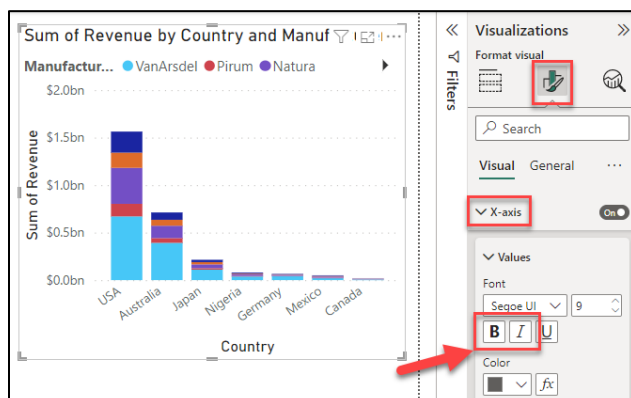 Sum of Revenue by Country and Manuf
Manufactur... VanArsdel Pirum Natura
$2.0bn
$1.5bn
$1.0bn
$0.5bn
$0.0bn
Sum of Revenue
USA
Australia
Japan
Nigeria
Germany
Mexico
Canada
Country
Filters
Visualizations
Format visual
Search
Visual General ...
X-axis On
Values
Font
Segoe UI 9
B I U
Color
fx